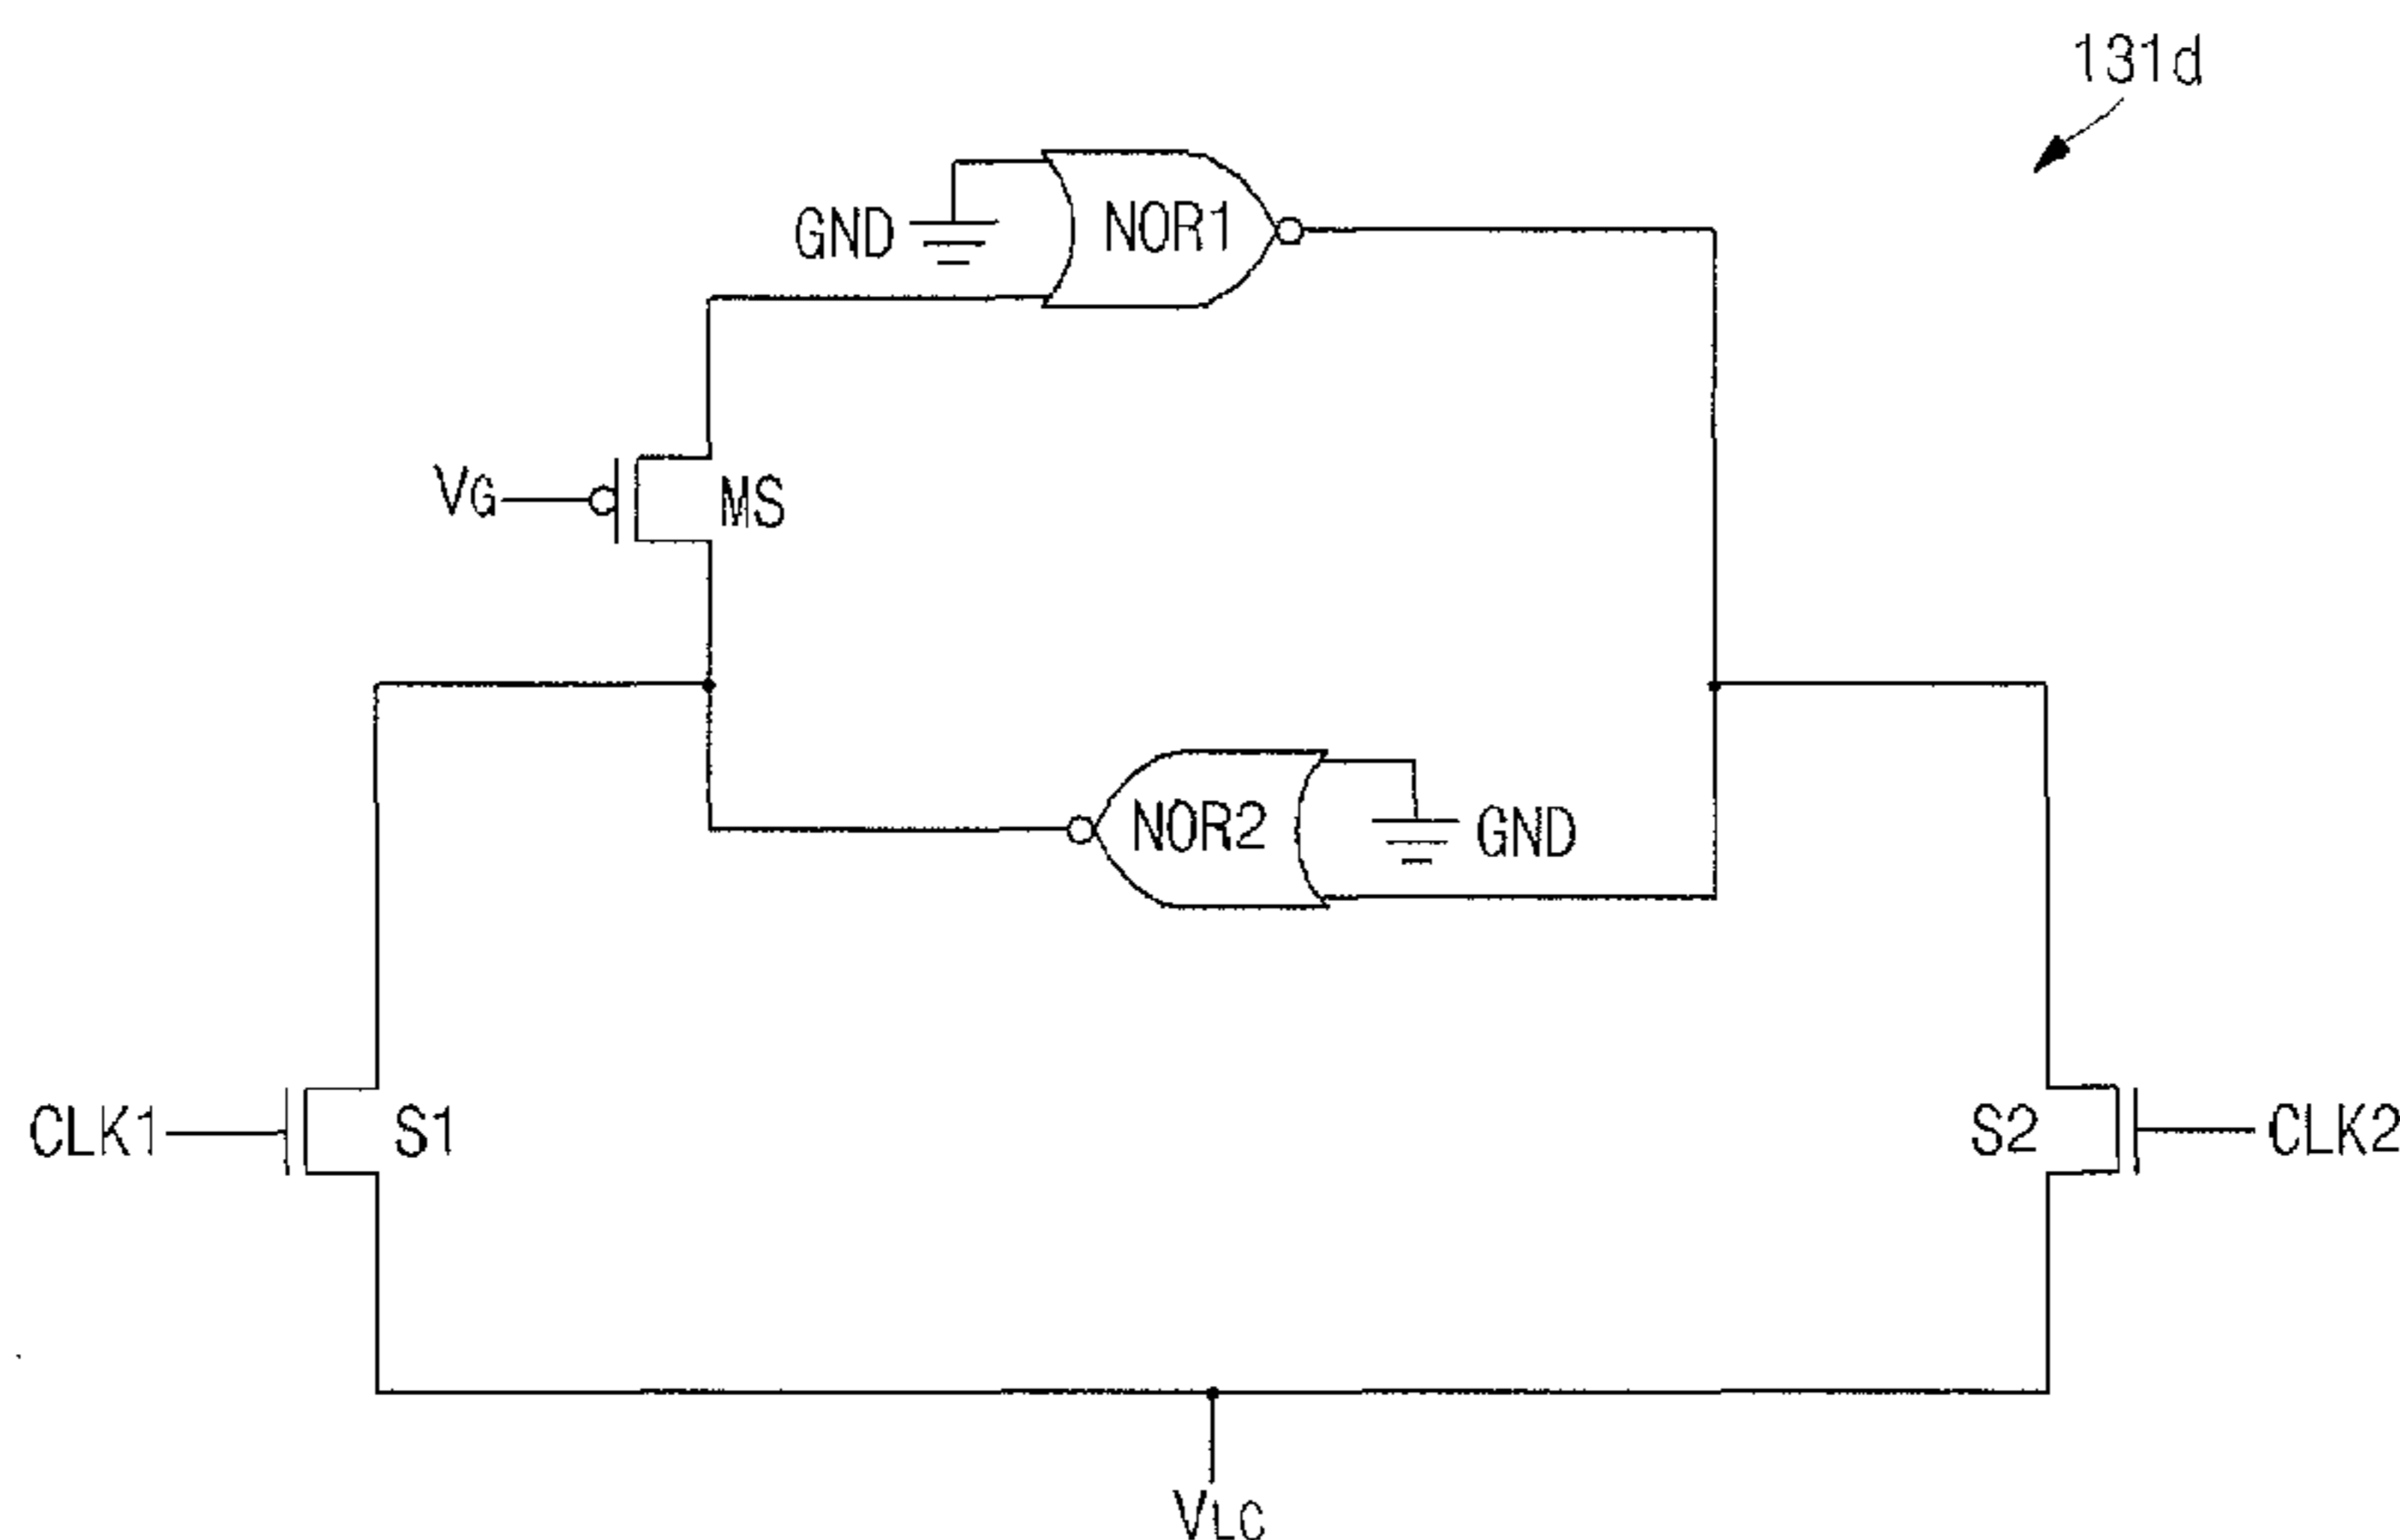 131d
GND
NOR1
VG
MS
NOR2
GND
CLK1
S1
S2
CLK2
VLC